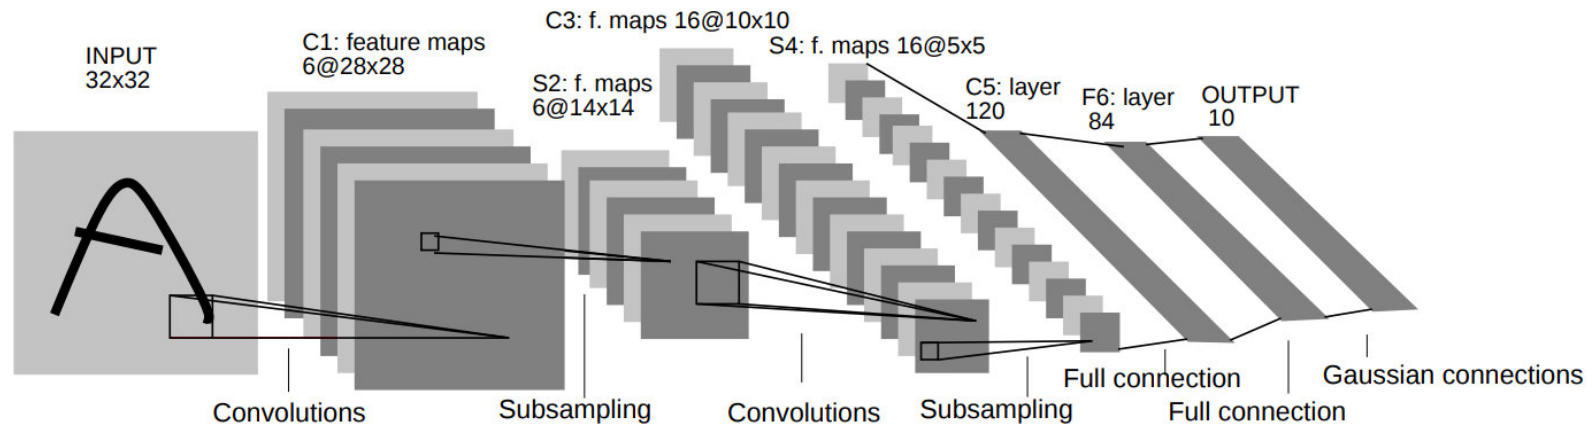 INPUT
32x32
C1: feature maps
6@28x28
S2: f. maps
6@14x14
C3: f. maps 16@10x10
S4: f. maps 16@5x5
C5: layer
120
F6: layer
84
OUTPUT
10
Convolutions
Subsampling
Convolutions
Subsampling
Full connection
Full connection
Gaussian connections